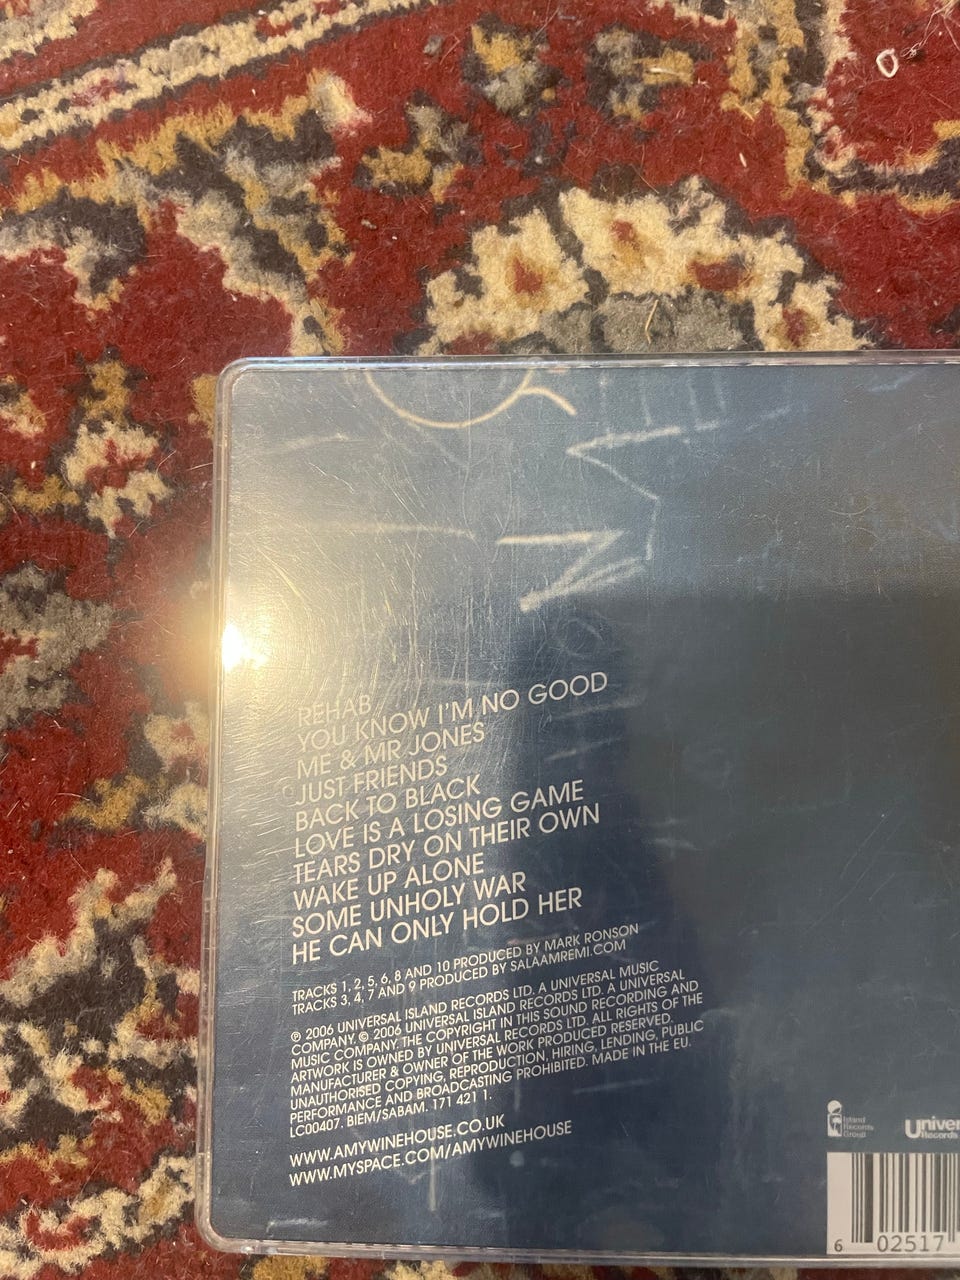 REHAB
YOU KNOW I'M NO GOOD
ME & MR JONES
JUST FRIENDS
BACK TO BLACK
LOVE IS A LOSING GAME
TEARS DRY ON THEIR OWN
WAKE UP ALONE
SOME UNHOLY WAR
HE CAN ONLY HOLD HER
TRACKS 1, 2, 5, 6, 8 AND 10 PRODUCED BY MARK RONSON
TRACKS 3, 4, 7 AND 9 PRODUCED BY SALAAMREMI.COM
℗ 2006 UNIVERSAL ISLAND RECORDS LTD. A UNIVERSAL MUSIC
COMPANY. © 2006 UNIVERSAL ISLAND RECORDS LTD. A UNIVERSAL
MUSIC COMPANY. THE COPYRIGHT IN THIS SOUND RECORDING AND
ARTWORK IS OWNED BY UNIVERSAL RECORDS LTD. ALL RIGHTS OF THE
MANUFACTURER & OWNER OF THE WORK PRODUCED RESERVED.
UNAUTHORISED COPYING, REPRODUCTION, HIRING, LENDING, PUBLIC
PERFORMANCE AND BROADCASTING PROHIBITED. MADE IN THE EU.
LC00407. BIEM/SABAM. 171 421 1.
WWW.AMYWINEHOUSE.CO.UK
WWW.MYSPACE.COM/AMYWINEHOUSE
Island
Records
Group
Univer
Records
6 02517